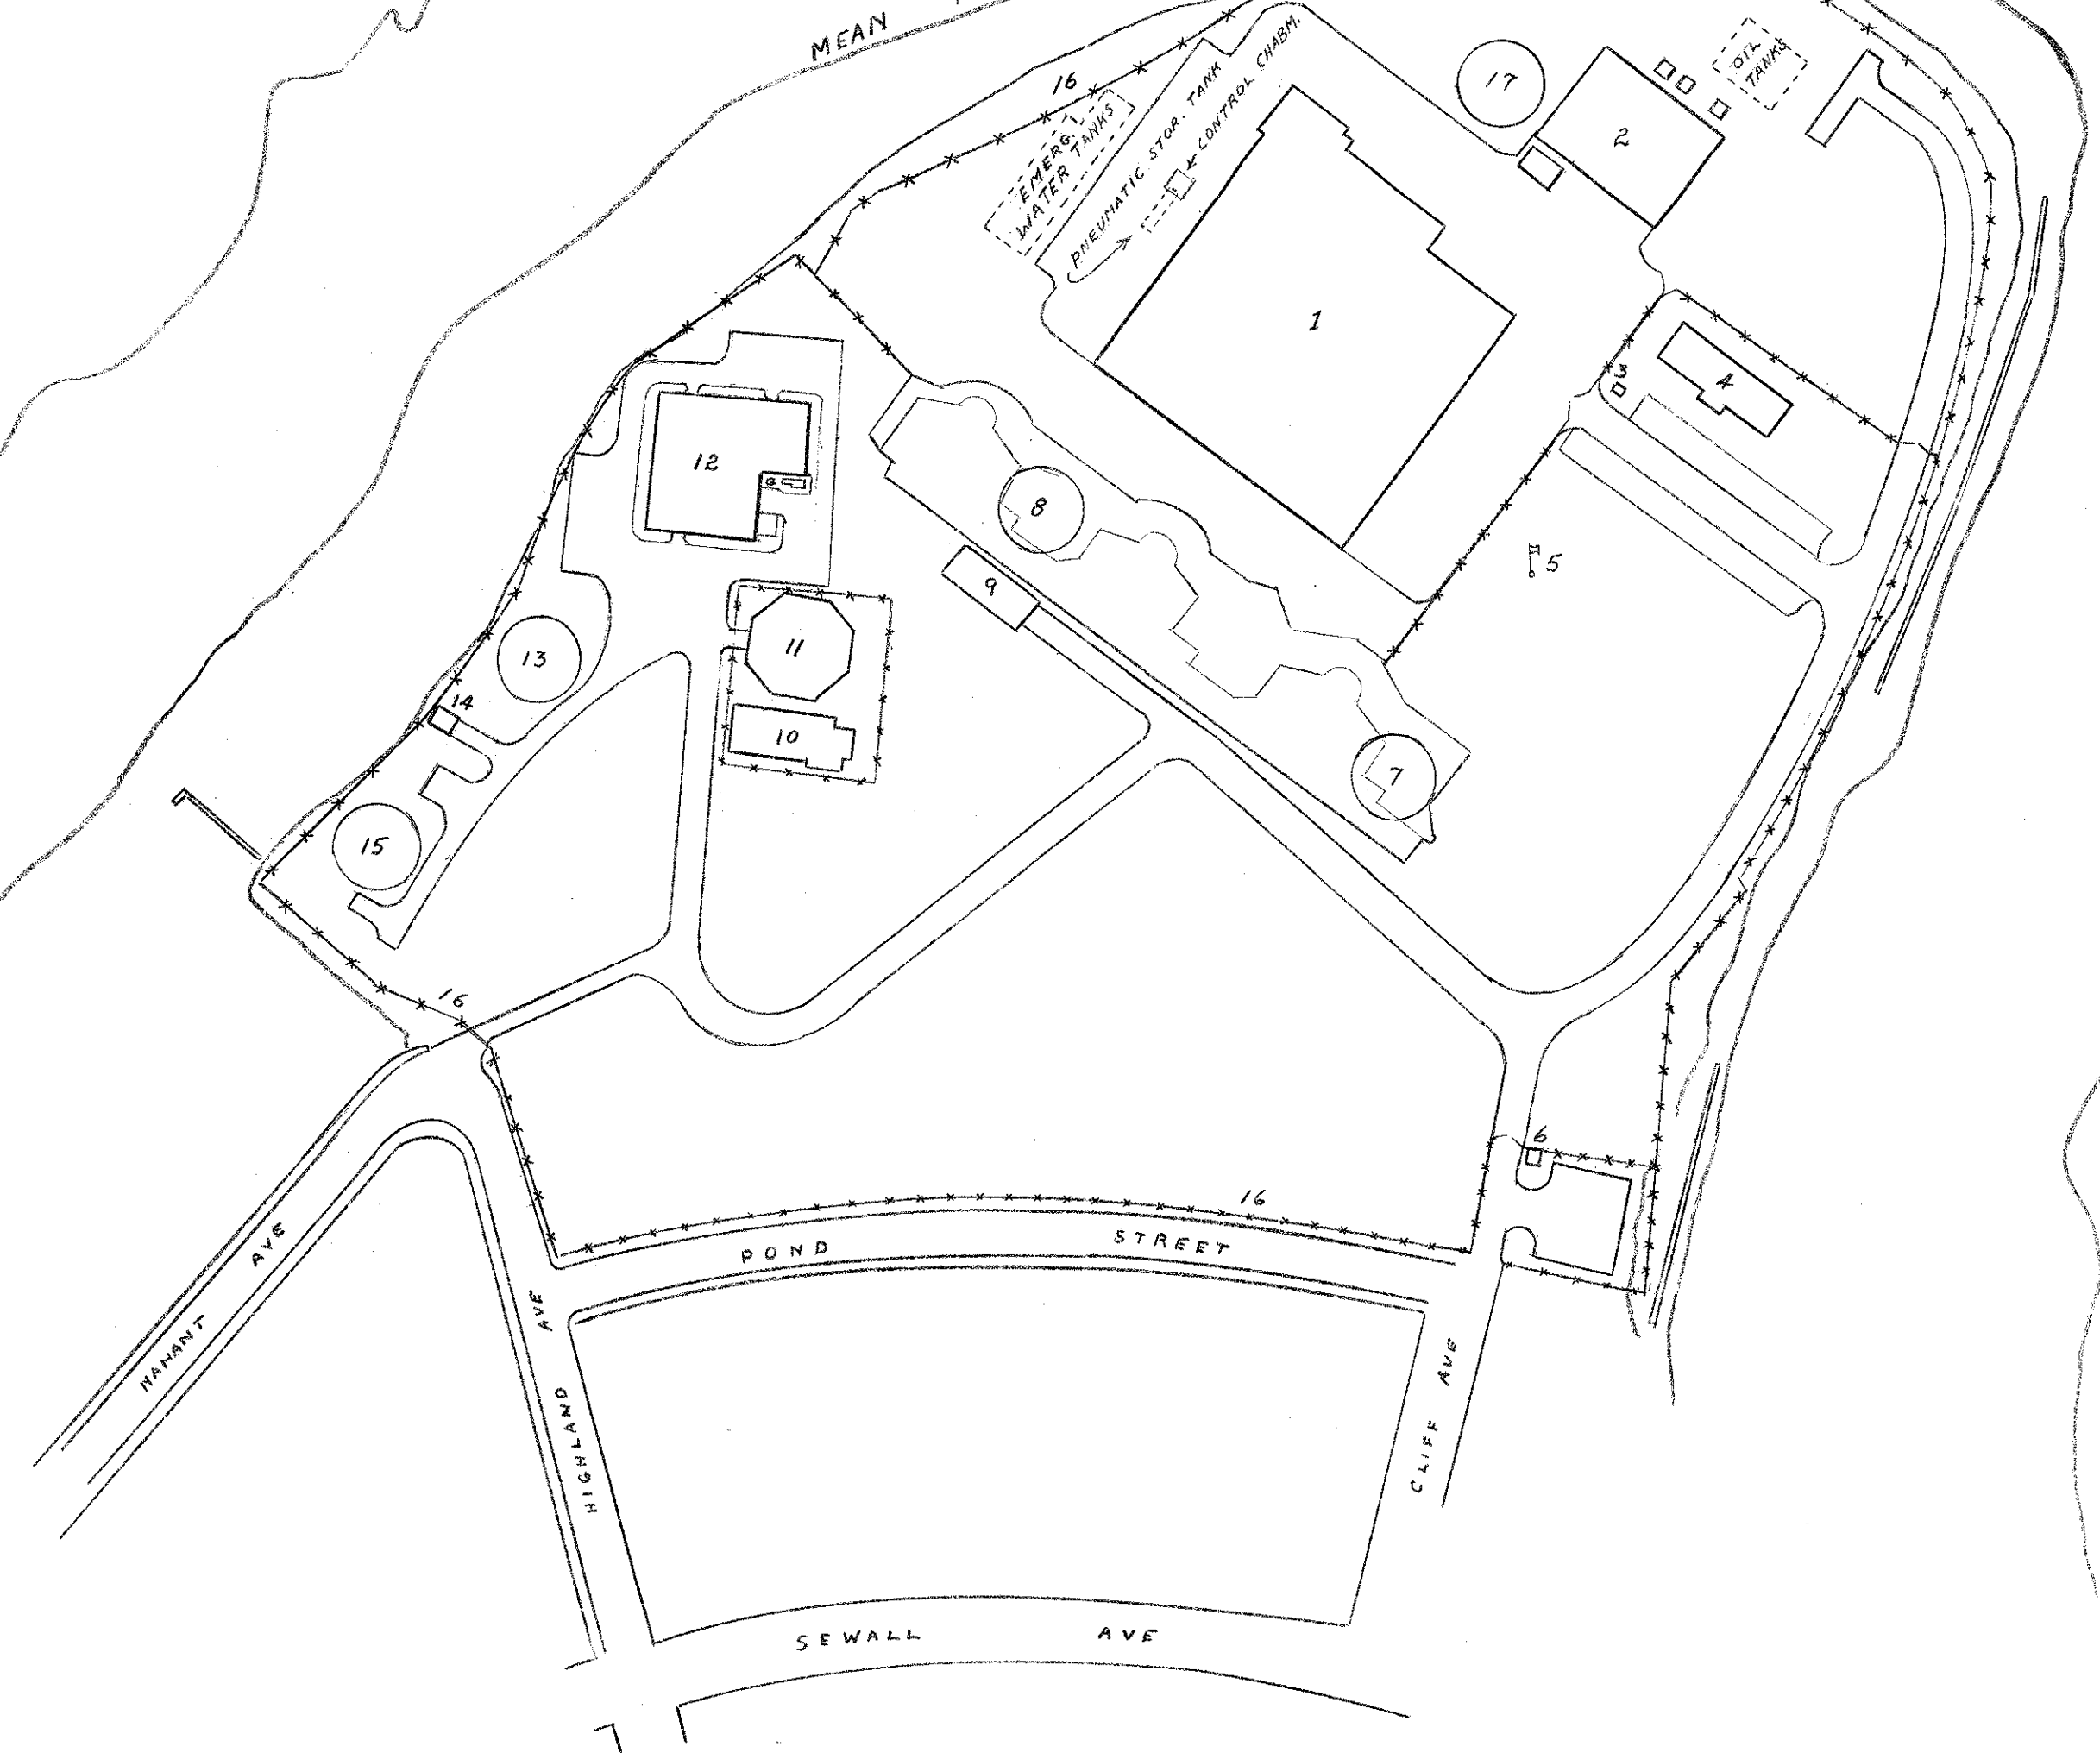 MEAN
16
EMERG.
WATER TANKS
PNEUMATIC STOR. TANK
CONTROL CHABM.
17
2
OIL
TANKS
1
3
4
12
G
8
5
9
11
13
14
10
7
15
16
6
16
POND STREET
NAHANT AVE
HIGHLAND AVE
CLIFF AVE
SEWALL AVE